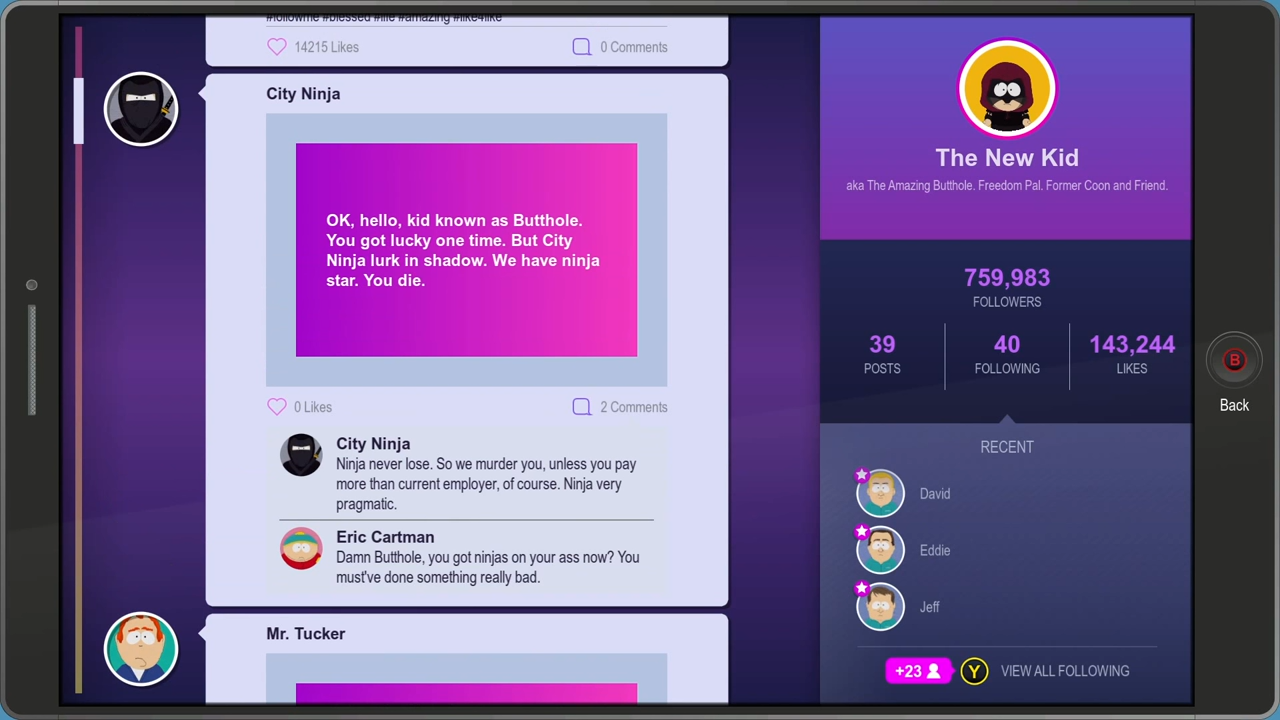 #followme #blessed #life #amazing #like4like
14215 Likes
0 Comments
City Ninja
OK, hello, kid known as Butthole.
You got lucky one time. But City
Ninja lurk in shadow. We have ninja
star. You die.
0 Likes
2 Comments
City Ninja
Ninja never lose. So we murder you, unless you pay
more than current employer, of course. Ninja very
pragmatic.
Eric Cartman
Damn Butthole, you got ninjas on your ass now? You
must've done something really bad.
Mr. Tucker
The New Kid
aka The Amazing Butthole. Freedom Pal. Former Coon and Friend.
759,983
FOLLOWERS
39
POSTS
40
FOLLOWING
143,244
LIKES
RECENT
David
Eddie
Jeff
+23
Y
VIEW ALL FOLLOWING
B
Back